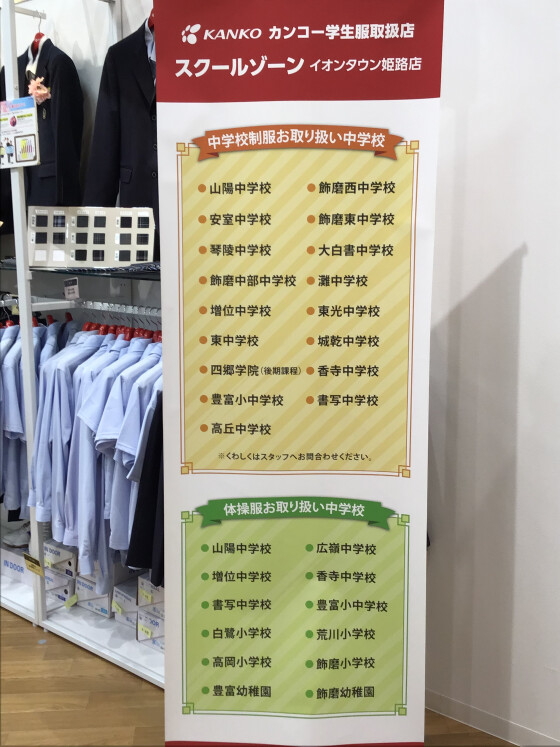 KANKO カンコー学生服取扱店
スクールゾーン イオンタウン姫路店
中学校制服お取り扱い中学校
●山陽中学校 ●飾磨西中学校
●安室中学校 ●飾磨東中学校
●琴陵中学校 ●大白書中学校
●飾磨中部中学校 ●灘中学校
●増位中学校 ●東光中学校
●東中学校 ●城乾中学校
●四郷学院(後期課程) ●香寺中学校
●豊富小中学校 ●書写中学校
●高丘中学校
※くわしくはスタッフへお問合わせください。
体操服お取り扱い中学校
●山陽中学校 ●広嶺中学校
●増位中学校 ●香寺中学校
●書写中学校 ●豊富小中学校
●白鷺小学校 ●荒川小学校
●高岡小学校 ●飾磨小学校
●豊富幼稚園 ●飾磨幼稚園